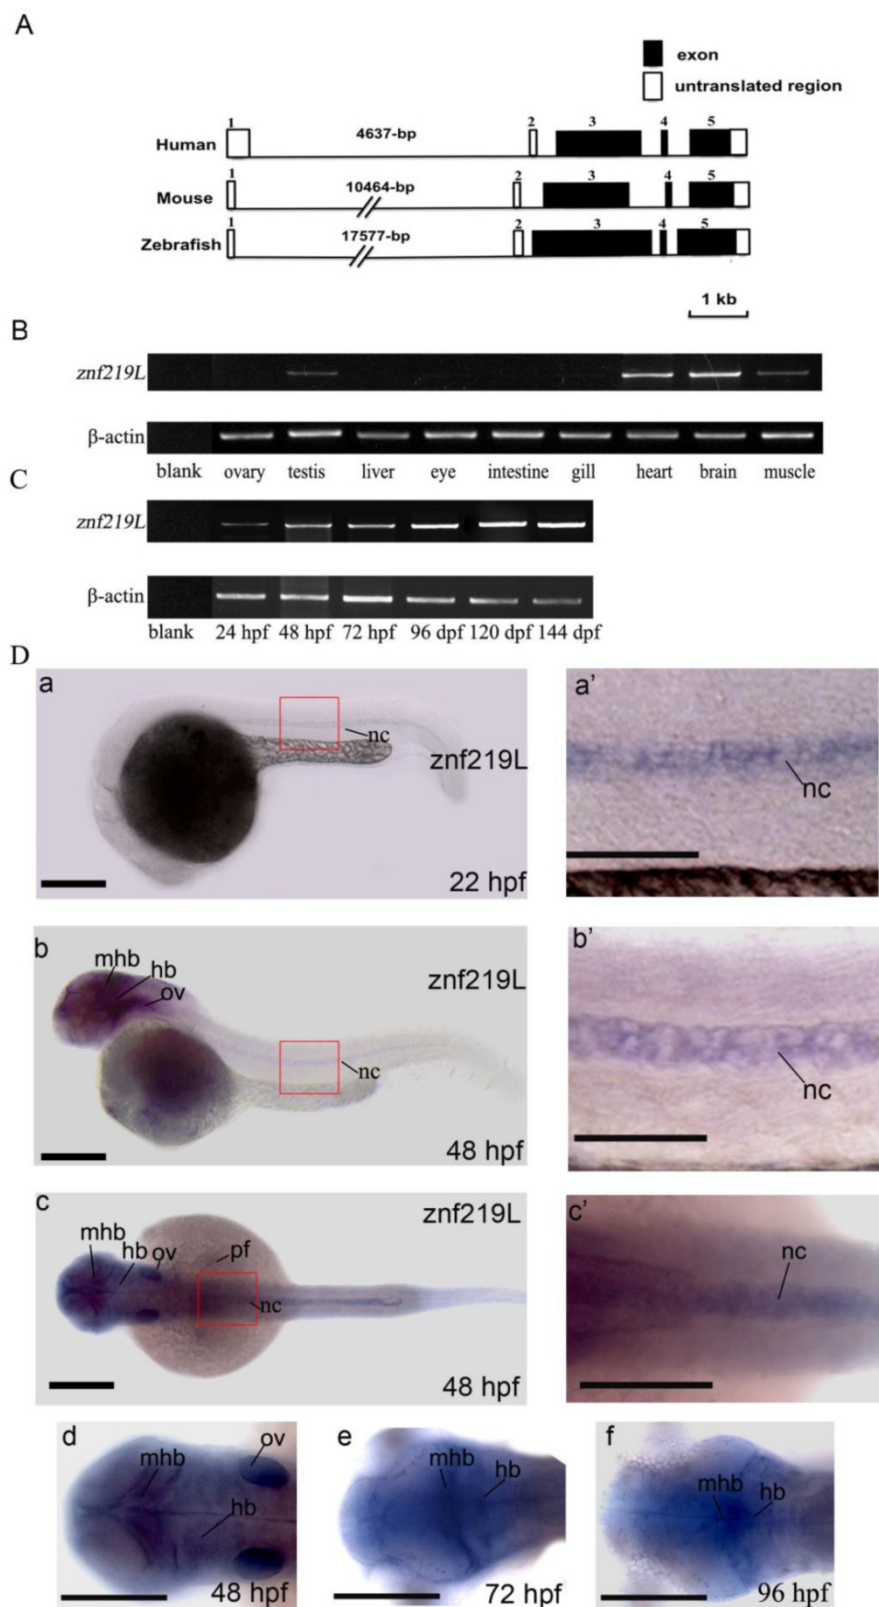 A
exon
untranslated region
1 4637-bp 2 3 4 5
Human
1 10464-bp 2 3 4 5
Mouse
1 17577-bp 2 3 4 5
Zebrafish
1 kb
B
znf219L
β-actin
blank ovary testis liver eye intestine gill heart brain muscle
C
znf219L
β-actin
blank 24 hpf 48 hpf 72 hpf 96 dpf 120 dpf 144 dpf
D
a
nc
znf219L
22 hpf
a'
nc
b
mhb
hb
ov
znf219L
nc
48 hpf
b'
nc
c
znf219L
mhb
hb
ov
pf
nc
48 hpf
c'
nc
d
ov
mhb
hb
48 hpf
e
mhb
hb
72 hpf
f
mhb
hb
96 hpf